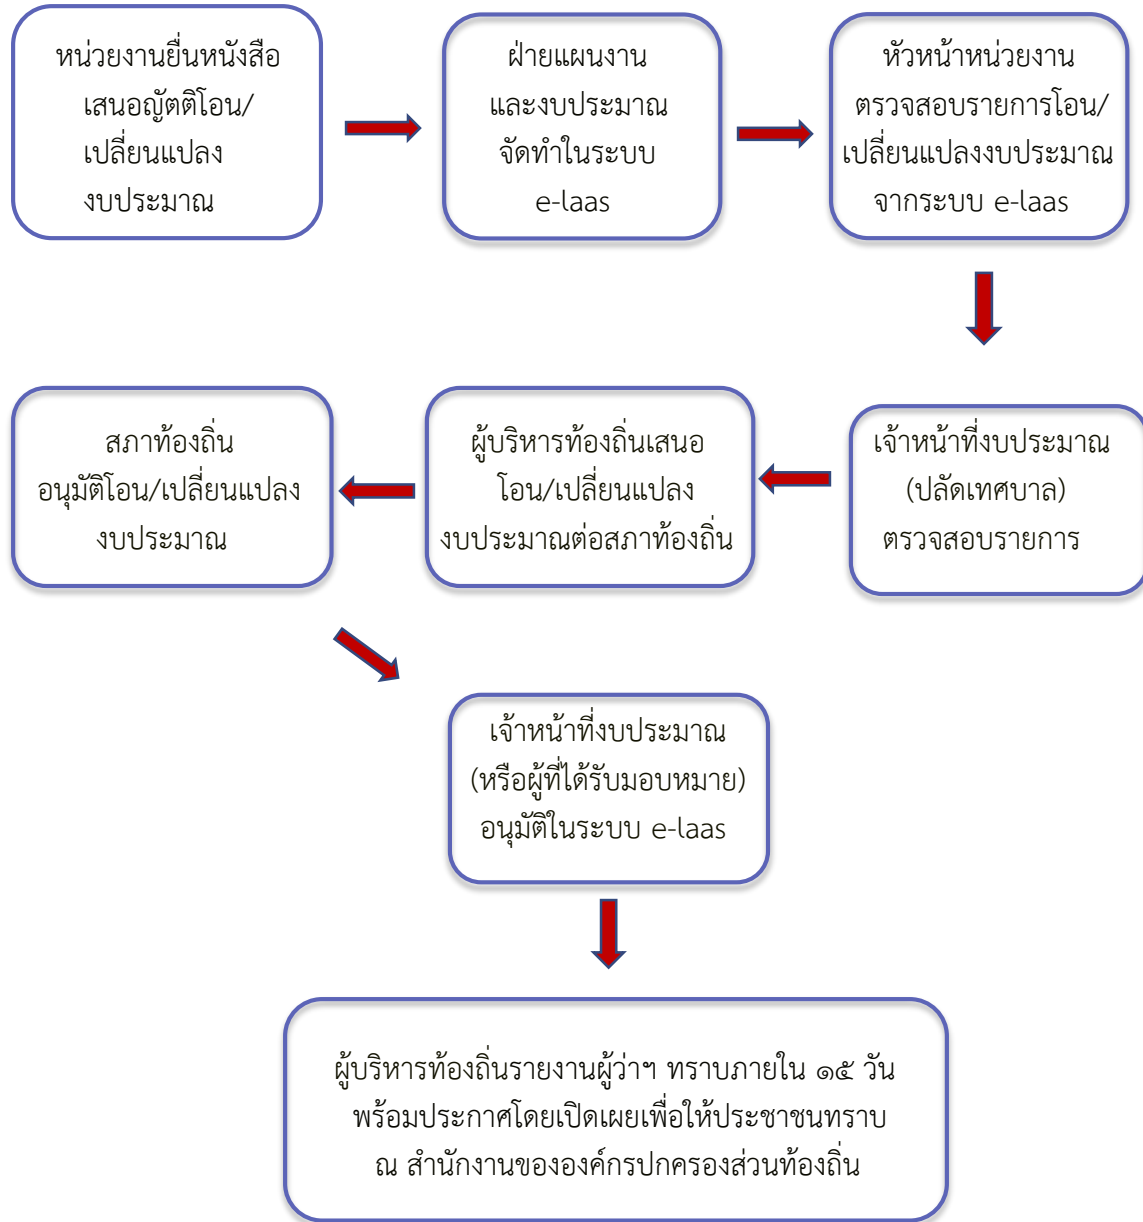 หน่วยงานยื่นหนังสือ
เสนอญัตติโอน/
เปลี่ยนแปลง
งบประมาณ
ฝ่ายแผนงาน
และงบประมาณ
จัดทำในระบบ
e-laas
หัวหน้าหน่วยงาน
ตรวจสอบรายการโอน/
เปลี่ยนแปลงงบประมาณ
จากระบบ e-laas
เจ้าหน้าที่งบประมาณ
(ปลัดเทศบาล)
ตรวจสอบรายการ
ผู้บริหารท้องถิ่นเสนอ
โอน/เปลี่ยนแปลง
งบประมาณต่อสภาท้องถิ่น
สภาท้องถิ่น
อนุมัติโอน/เปลี่ยนแปลง
งบประมาณ
เจ้าหน้าที่งบประมาณ
(หรือผู้ที่ได้รับมอบหมาย)
อนุมัติในระบบ e-laas
ผู้บริหารท้องถิ่นรายงานผู้ว่าฯ ทราบภายใน ๑๕ วัน
พร้อมประกาศโดยเปิดเผยเพื่อให้ประชาชนทราบ
ณ สำนักงานขององค์กรปกครองส่วนท้องถิ่น